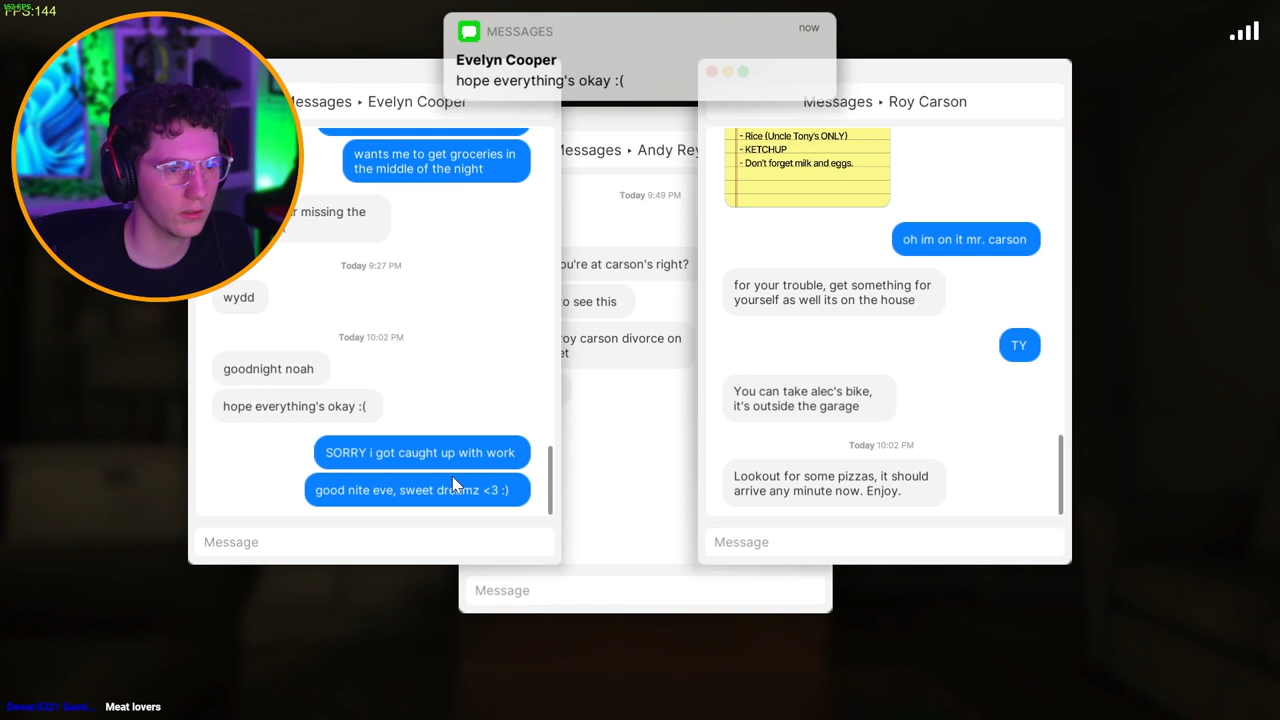 FPS:144
MESSAGES
now
Evelyn Cooper
hope everything's okay :(
Messages ▸ Evelyn Cooper
wants me to get groceries in
the middle of the night
missing the
Today 9:27 PM
wydd
Today 10:02 PM
goodnight noah
hope everything's okay :(
SORRY i got caught up with work
good nite eve, sweet dreamz <3 :)
Message
Messages ▸ Andy Rey
Today 9:49 PM
you're at carson's right?
to see this
roy carson divorce on
Message
Messages ▸ Roy Carson
- Rice (Uncle Tony's ONLY)
- KETCHUP
- Don't forget milk and eggs.
oh im on it mr. carson
for your trouble, get something for
yourself as well its on the house
TY
You can take alec's bike,
it's outside the garage
Today 10:02 PM
Lookout for some pizzas, it should
arrive any minute now. Enjoy.
Message
Meat lovers